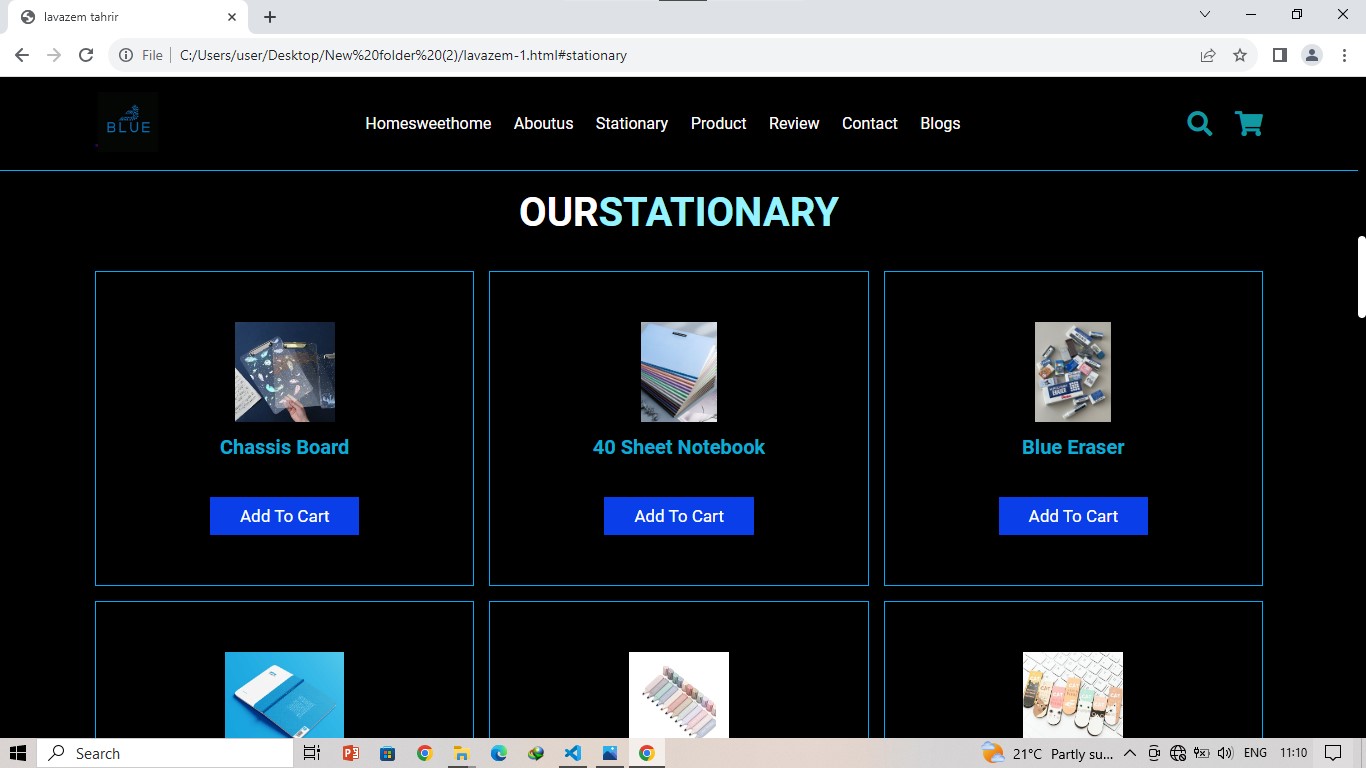 lavazem tahrir
File C:/Users/user/Desktop/New%20folder%20(2)/lavazem-1.html#stationary
BLUE
Homesweethome Aboutus Stationary Product Review Contact Blogs
OURSTATIONARY
Chassis Board 40 Sheet Notebook Blue Eraser
Add To Cart Add To Cart Add To Cart
Search
21°C Partly su... ENG 11:10